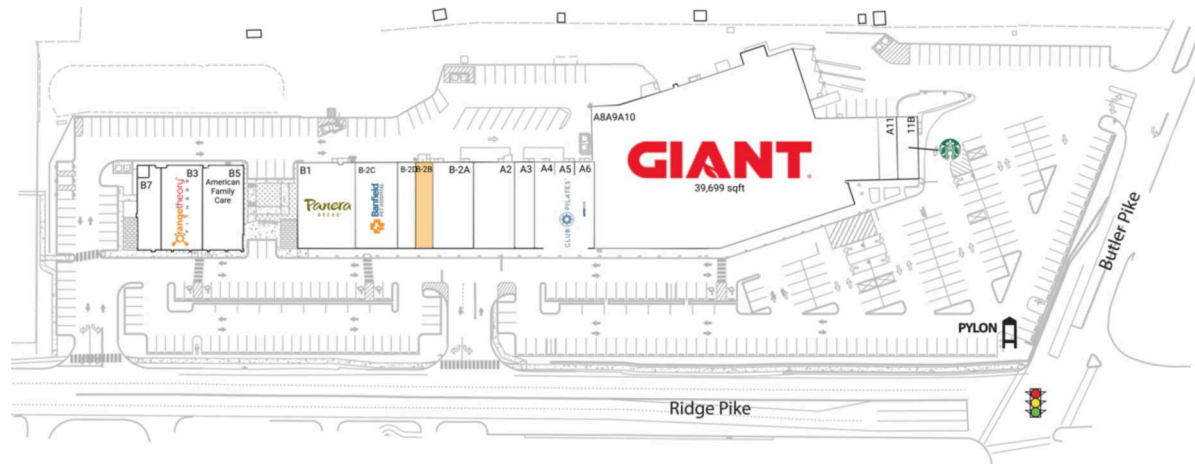 A8A9A10
A11
11B
GIANT
39,699 sqft
B7
B3
Orangetheory
FITNESS
B5
American
Family
Care
B1
Panera
BREAD
B-2C
Banfield
PET HOSPITAL
B-2D
B-2B
B-2A
A2
A3
A4
A5
A6
CLUB PILATES
Butler Pike
PYLON
Ridge Pike